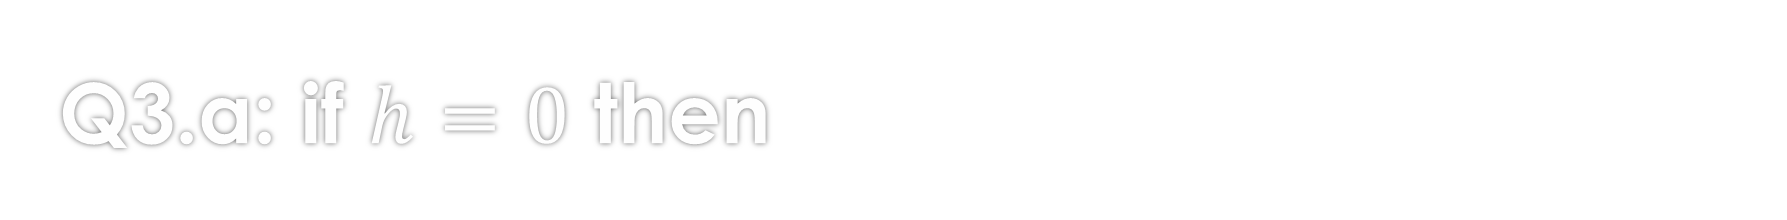 Q3.a: if h = 0 then